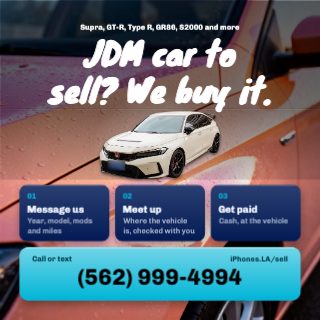 Supra, GT-R, Type R, GR86, S2000 and more
JDM car to
sell? We buy it.
01
Message us
Year, model, mods
and miles
02
Meet up
Where the vehicle
is, checked with you
03
Get paid
Cash, at the vehicle
Call or text
iPhones.LA/sell
(562) 999-4994